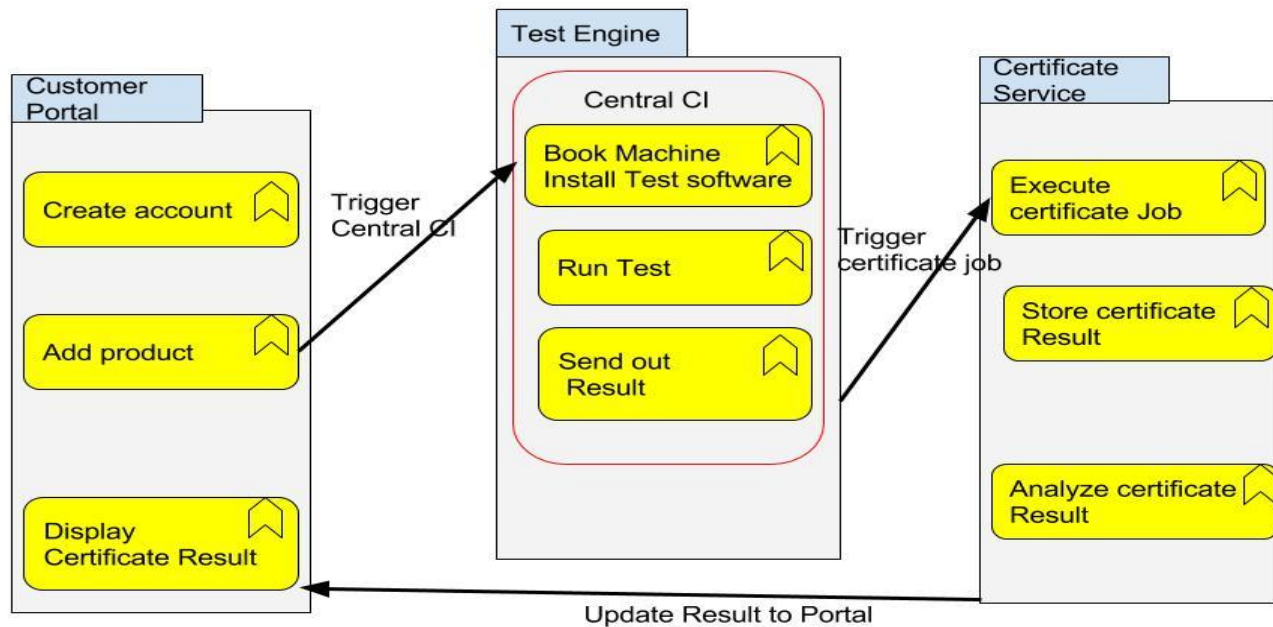 Customer
Portal
Create account
Add product
Display
Certificate Result
Trigger
Central CI
Test Engine
Central CI
Book Machine
Install Test software
Run Test
Send out
Result
Trigger
certificate job
Certificate
Service
Execute
certificate Job
Store certificate
Result
Analyze certificate
Result
Update Result to Portal